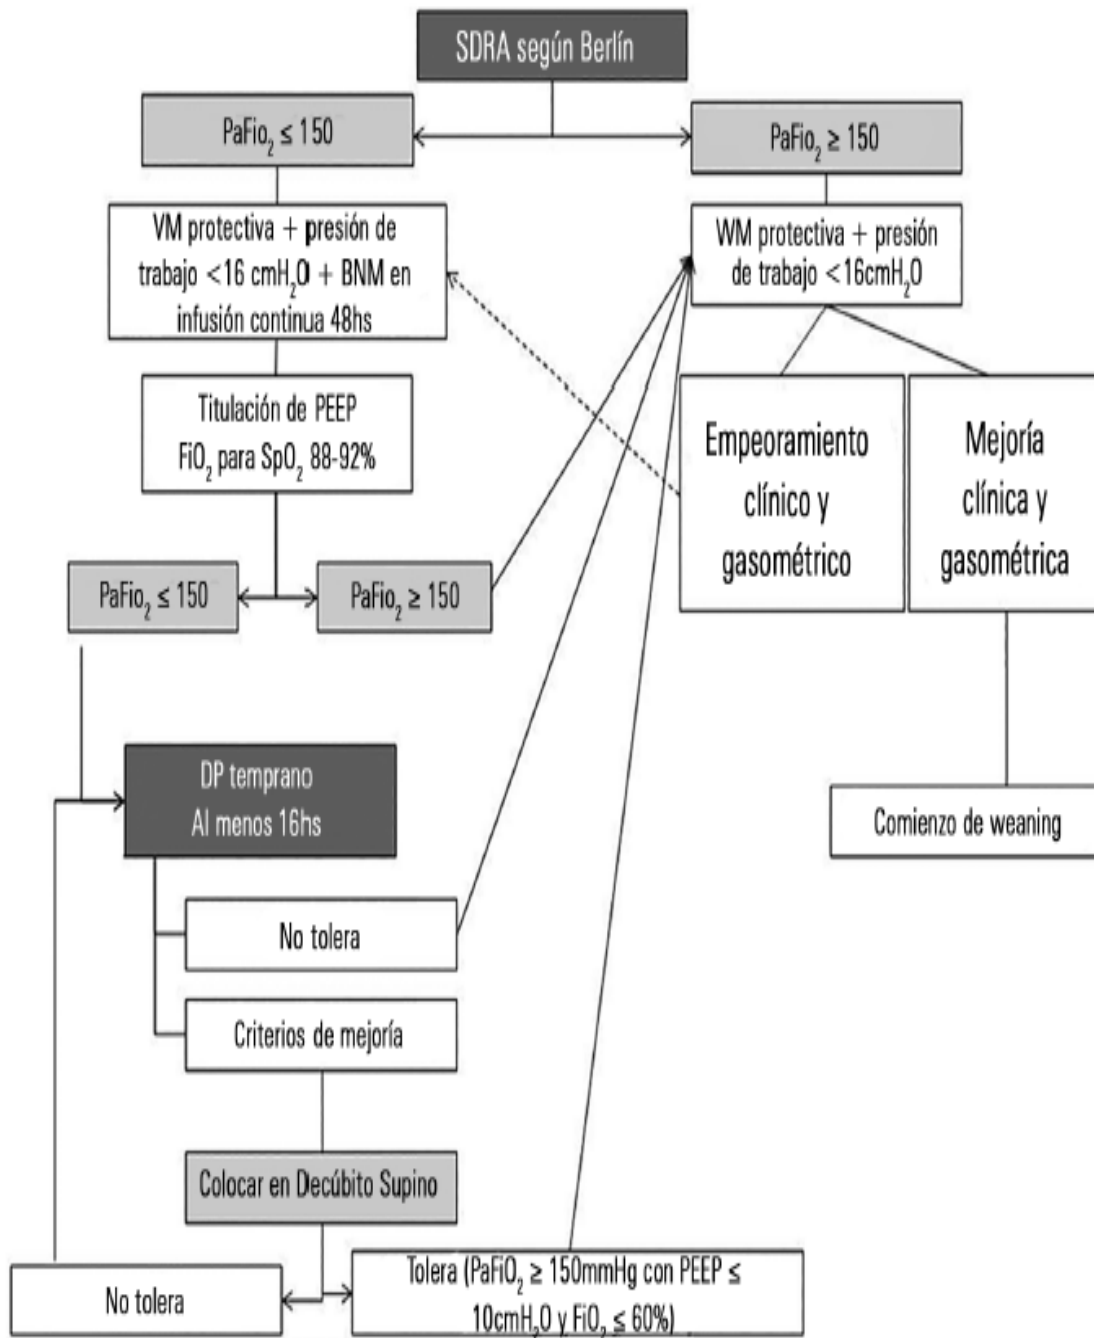 SDRA según Berlín
PaFio₂ ≤ 150
PaFio₂ ≥ 150
VM protectiva + presión de
trabajo <16 cmH₂O + BNM en
infusión continua 48hs
WM protectiva + presión
de trabajo <16cmH₂O
Titulación de PEEP
FiO₂ para SpO₂ 88-92%
Empeoramiento
clínico y
gasométrico
Mejoría
clínica y
gasométrica
PaFio₂ ≤ 150
PaFio₂ ≥ 150
DP temprano
Al menos 16hs
Comienzo de weaning
No tolera
Criterios de mejoría
Colocar en Decúbito Supino
No tolera
Tolera (PaFiO₂ ≥ 150mmHg con PEEP ≤
10cmH₂O y FiO₂ ≤ 60%)